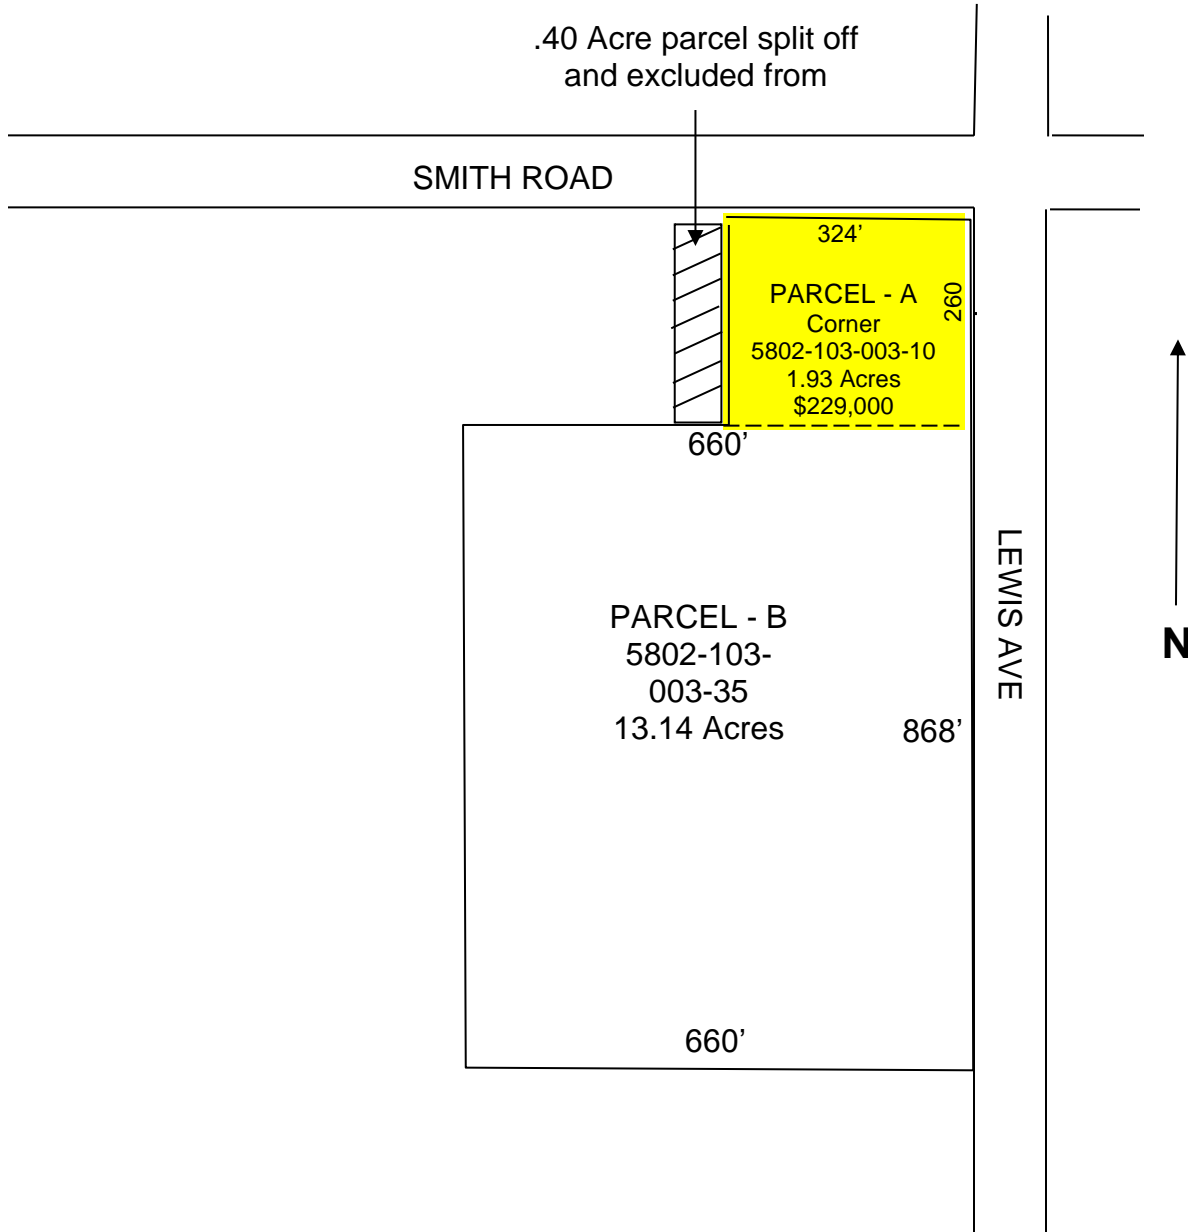 .40 Acre parcel split off
and excluded from
SMITH ROAD
324’
260
PARCEL - A
Corner
5802-103-003-10
1.93 Acres
$229,000
660’
LEWIS AVE
N
PARCEL - B
5802-103-
003-35
13.14 Acres
868’
660’